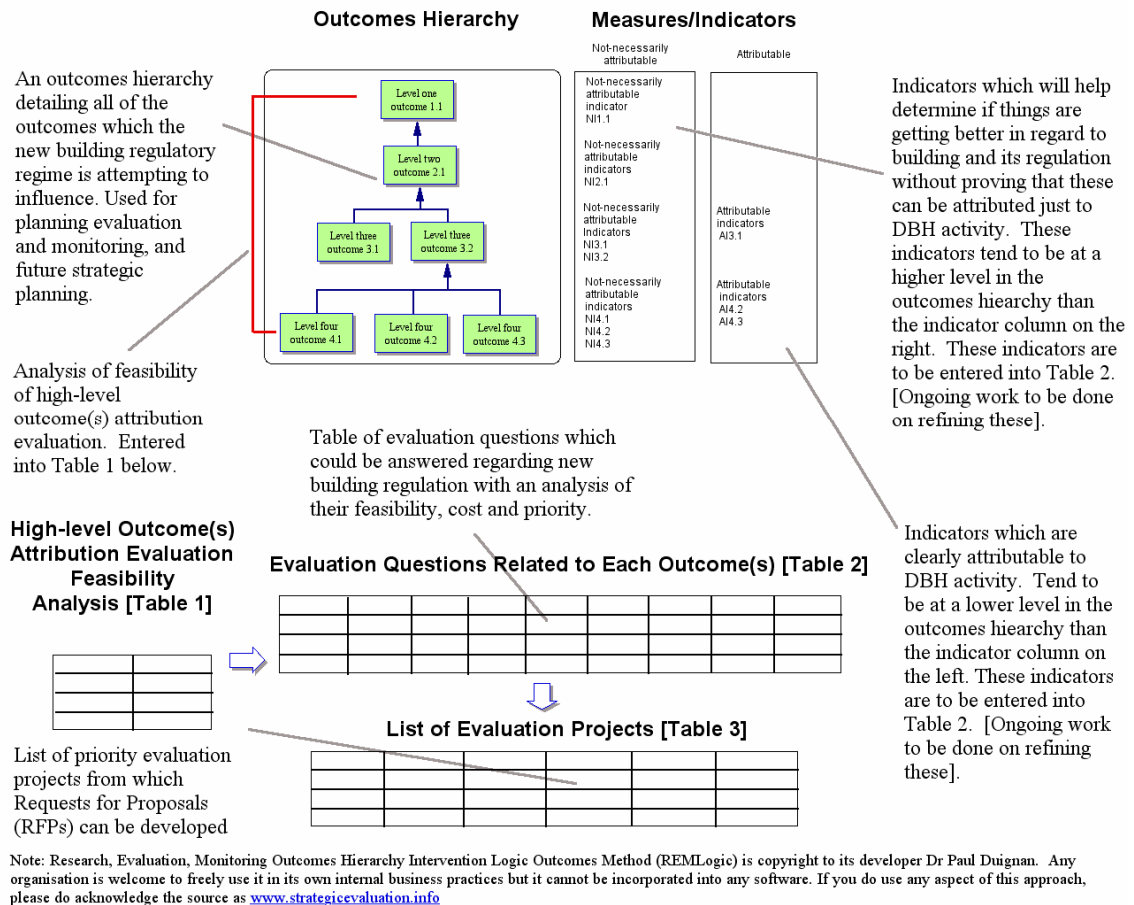 Outcomes Hierarchy
Measures/Indicators
Not-necessarily
attributable
Attributable
An outcomes hierarchy
detailing all of the
outcomes which the
new building regulatory
regime is attempting to
influence. Used for
planning evaluation
and monitoring, and
future strategic
planning.
Level one
outcome 1.1
Level two
outcome 2.1
Level three
outcome 3.1
Level three
outcome 3.2
Level four
outcome 4.1
Level four
outcome 4.2
Level four
outcome 4.3
Not-necessarily
attributable
indicator
NI1.1
Not-necessarily
attributable
indicators
NI2.1
Not-necessarily
attributable
Indicators
NI3.1
NI3.2
Not-necessarily
attributable
indicators
NI4.1
NI4.2
NI4.3
Attributable
indicators
AI3.1
Attributable
indicators
AI4.2
AI4.3
Indicators which will help
determine if things are
getting better in regard to
building and its regulation
without proving that these
can be attributed just to
DBH activity.  These
indicators tend to be at a
higher level in the
outcomes hiearchy than
the indicator column on the
right.  These indicators are
to be entered into Table 2.
[Ongoing work to be done
on refining these].
Analysis of feasibility
of high-level
outcome(s) attribution
evaluation.  Entered
into Table 1 below.
Table of evaluation questions which
could be answered regarding new
building regulation with an analysis of
their feasibility, cost and priority.
Indicators which are
clearly attributable to
DBH activity.  Tend to
be at a lower level in the
outcomes hiearchy than
the indicator column on
the left. These indicators
are to be entered into
Table 2.  [Ongoing work
to be done on refining
these].
High-level Outcome(s)
Attribution Evaluation
Feasibility
Analysis [Table 1]
Evaluation Questions Related to Each Outcome(s) [Table 2]
List of Evaluation Projects [Table 3]
List of priority evaluation
projects from which
Requests for Proposals
(RFPs) can be developed
Note: Research, Evaluation, Monitoring Outcomes Hierarchy Intervention Logic Outcomes Method (REMLogic) is copyright to its developer Dr Paul Duignan.  Any
organisation is welcome to freely use it in its own internal business practices but it cannot be incorporated into any software. If you do use any aspect of this approach,
please do acknowledge the source as www.strategicevaluation.info